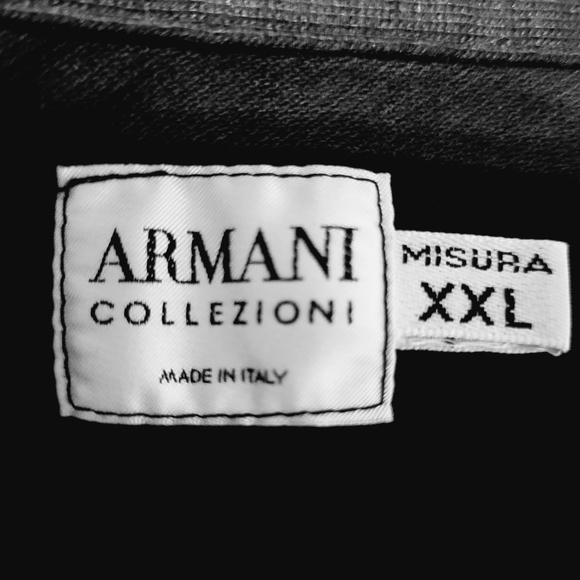 ARMANI
COLLEZIONI
MADE IN ITALY
MISURA
XXL